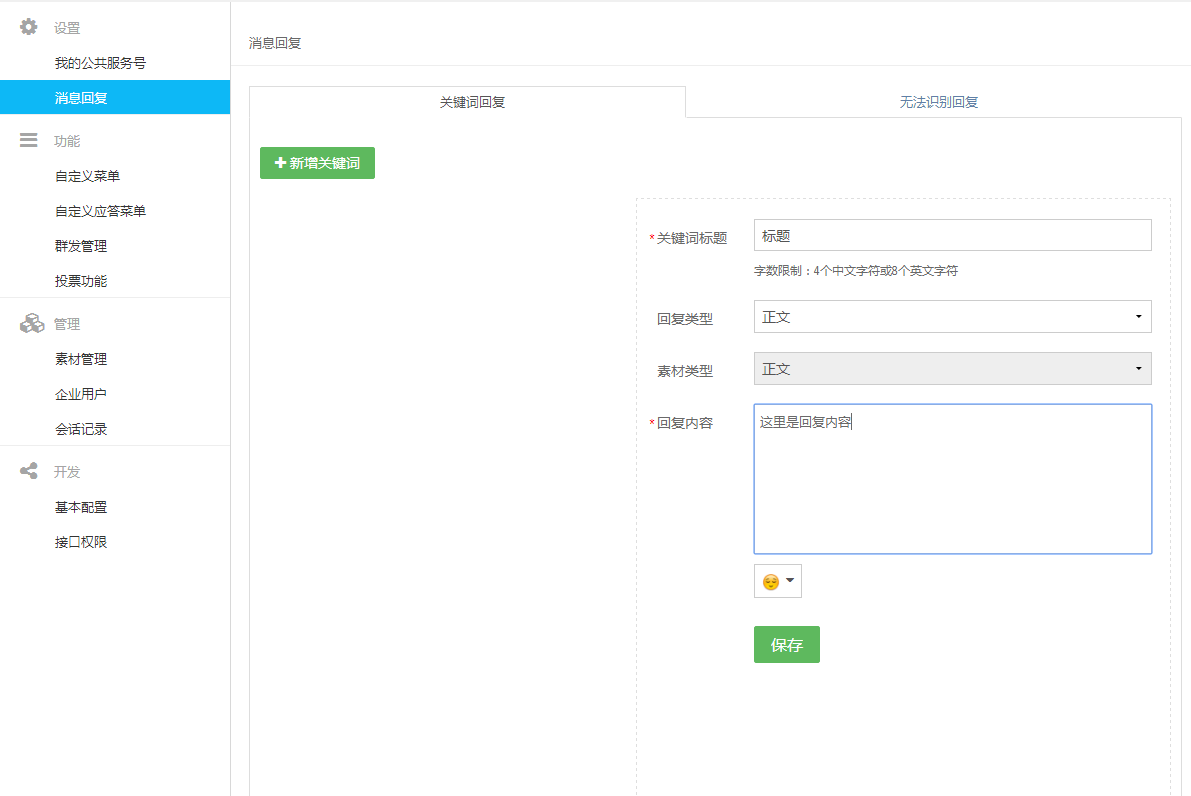 设置
我的公共服务号
消息回复
功能
自定义菜单
自定义应答菜单
群发管理
投票功能
管理
素材管理
企业用户
会话记录
开发
基本配置
接口权限
消息回复
关键词回复
无法识别回复
新增关键词
*关键词标题
标题
字数限制：4个中文字符或8个英文字符
回复类型
正文
素材类型
正文
*回复内容
这里是回复内容
保存